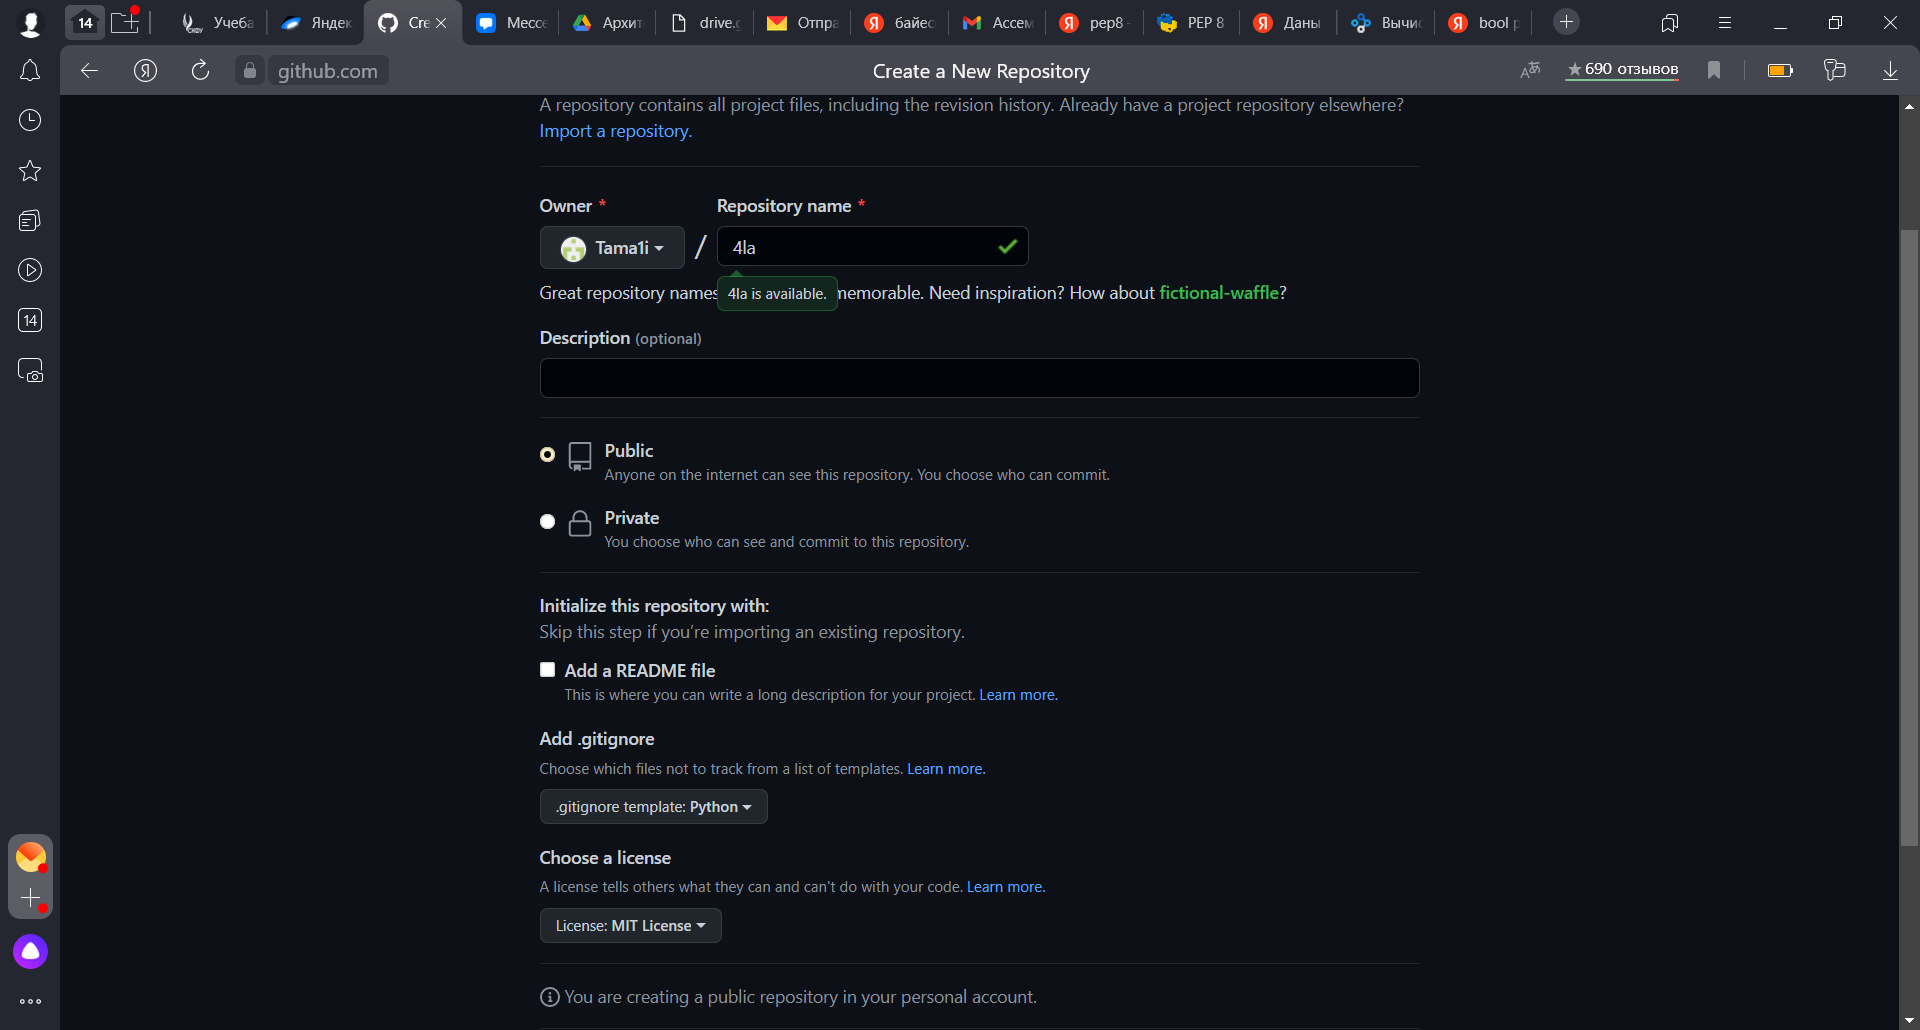 14
Учеба
Яндек
Cre
Мессе
Архит
drive.g
Отпра
байес
Ассем
pep8
PEP 8
Даны
Вычис
bool p
github.com
Create a New Repository
★690 отзывов
14
A repository contains all project files, including the revision history. Already have a project repository elsewhere?
Import a repository.
Owner *
Repository name *
Tama1i
/
4la
Great repository names
4la is available.
memorable. Need inspiration? How about fictional-waffle?
Description (optional)
Public
Anyone on the internet can see this repository. You choose who can commit.
Private
You choose who can see and commit to this repository.
Initialize this repository with:
Skip this step if you're importing an existing repository.
Add a README file
This is where you can write a long description for your project. Learn more.
Add .gitignore
Choose which files not to track from a list of templates. Learn more.
.gitignore template: Python
Choose a license
A license tells others what they can and can't do with your code. Learn more.
License: MIT License
You are creating a public repository in your personal account.